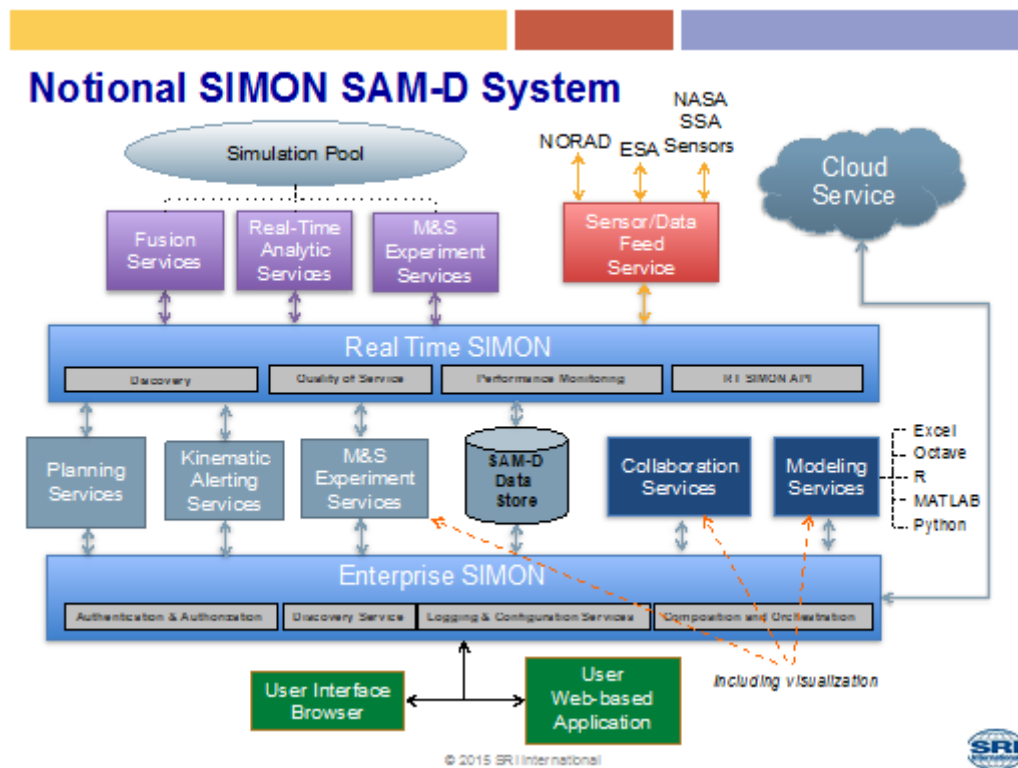 Notional SIMON SAM-D System
Simulation Pool
NORAD
ESA
NASA
SSA
Sensors
Cloud
Service
Fusion
Services
Real-Time
Analytic
Services
M&S
Experiment
Services
Sensor/Data
Feed
Service
Real Time SIMON
Discovery
Quality of Service
Performance Monitoring
RT SIMON API
Planning
Services
Kinematic
Alerting
Services
M&S
Experiment
Services
SAM-D
Data
Store
Collaboration
Services
Modeling
Services
Excel
Octave
R
MATLAB
Python
Enterprise SIMON
Authentication & Authorization
Discovery Service
Logging & Configuration Services
Composition and Orchestration
User Interface
Browser
User
Web-based
Application
Including visualization
© 2015 SRI International
SRI
International